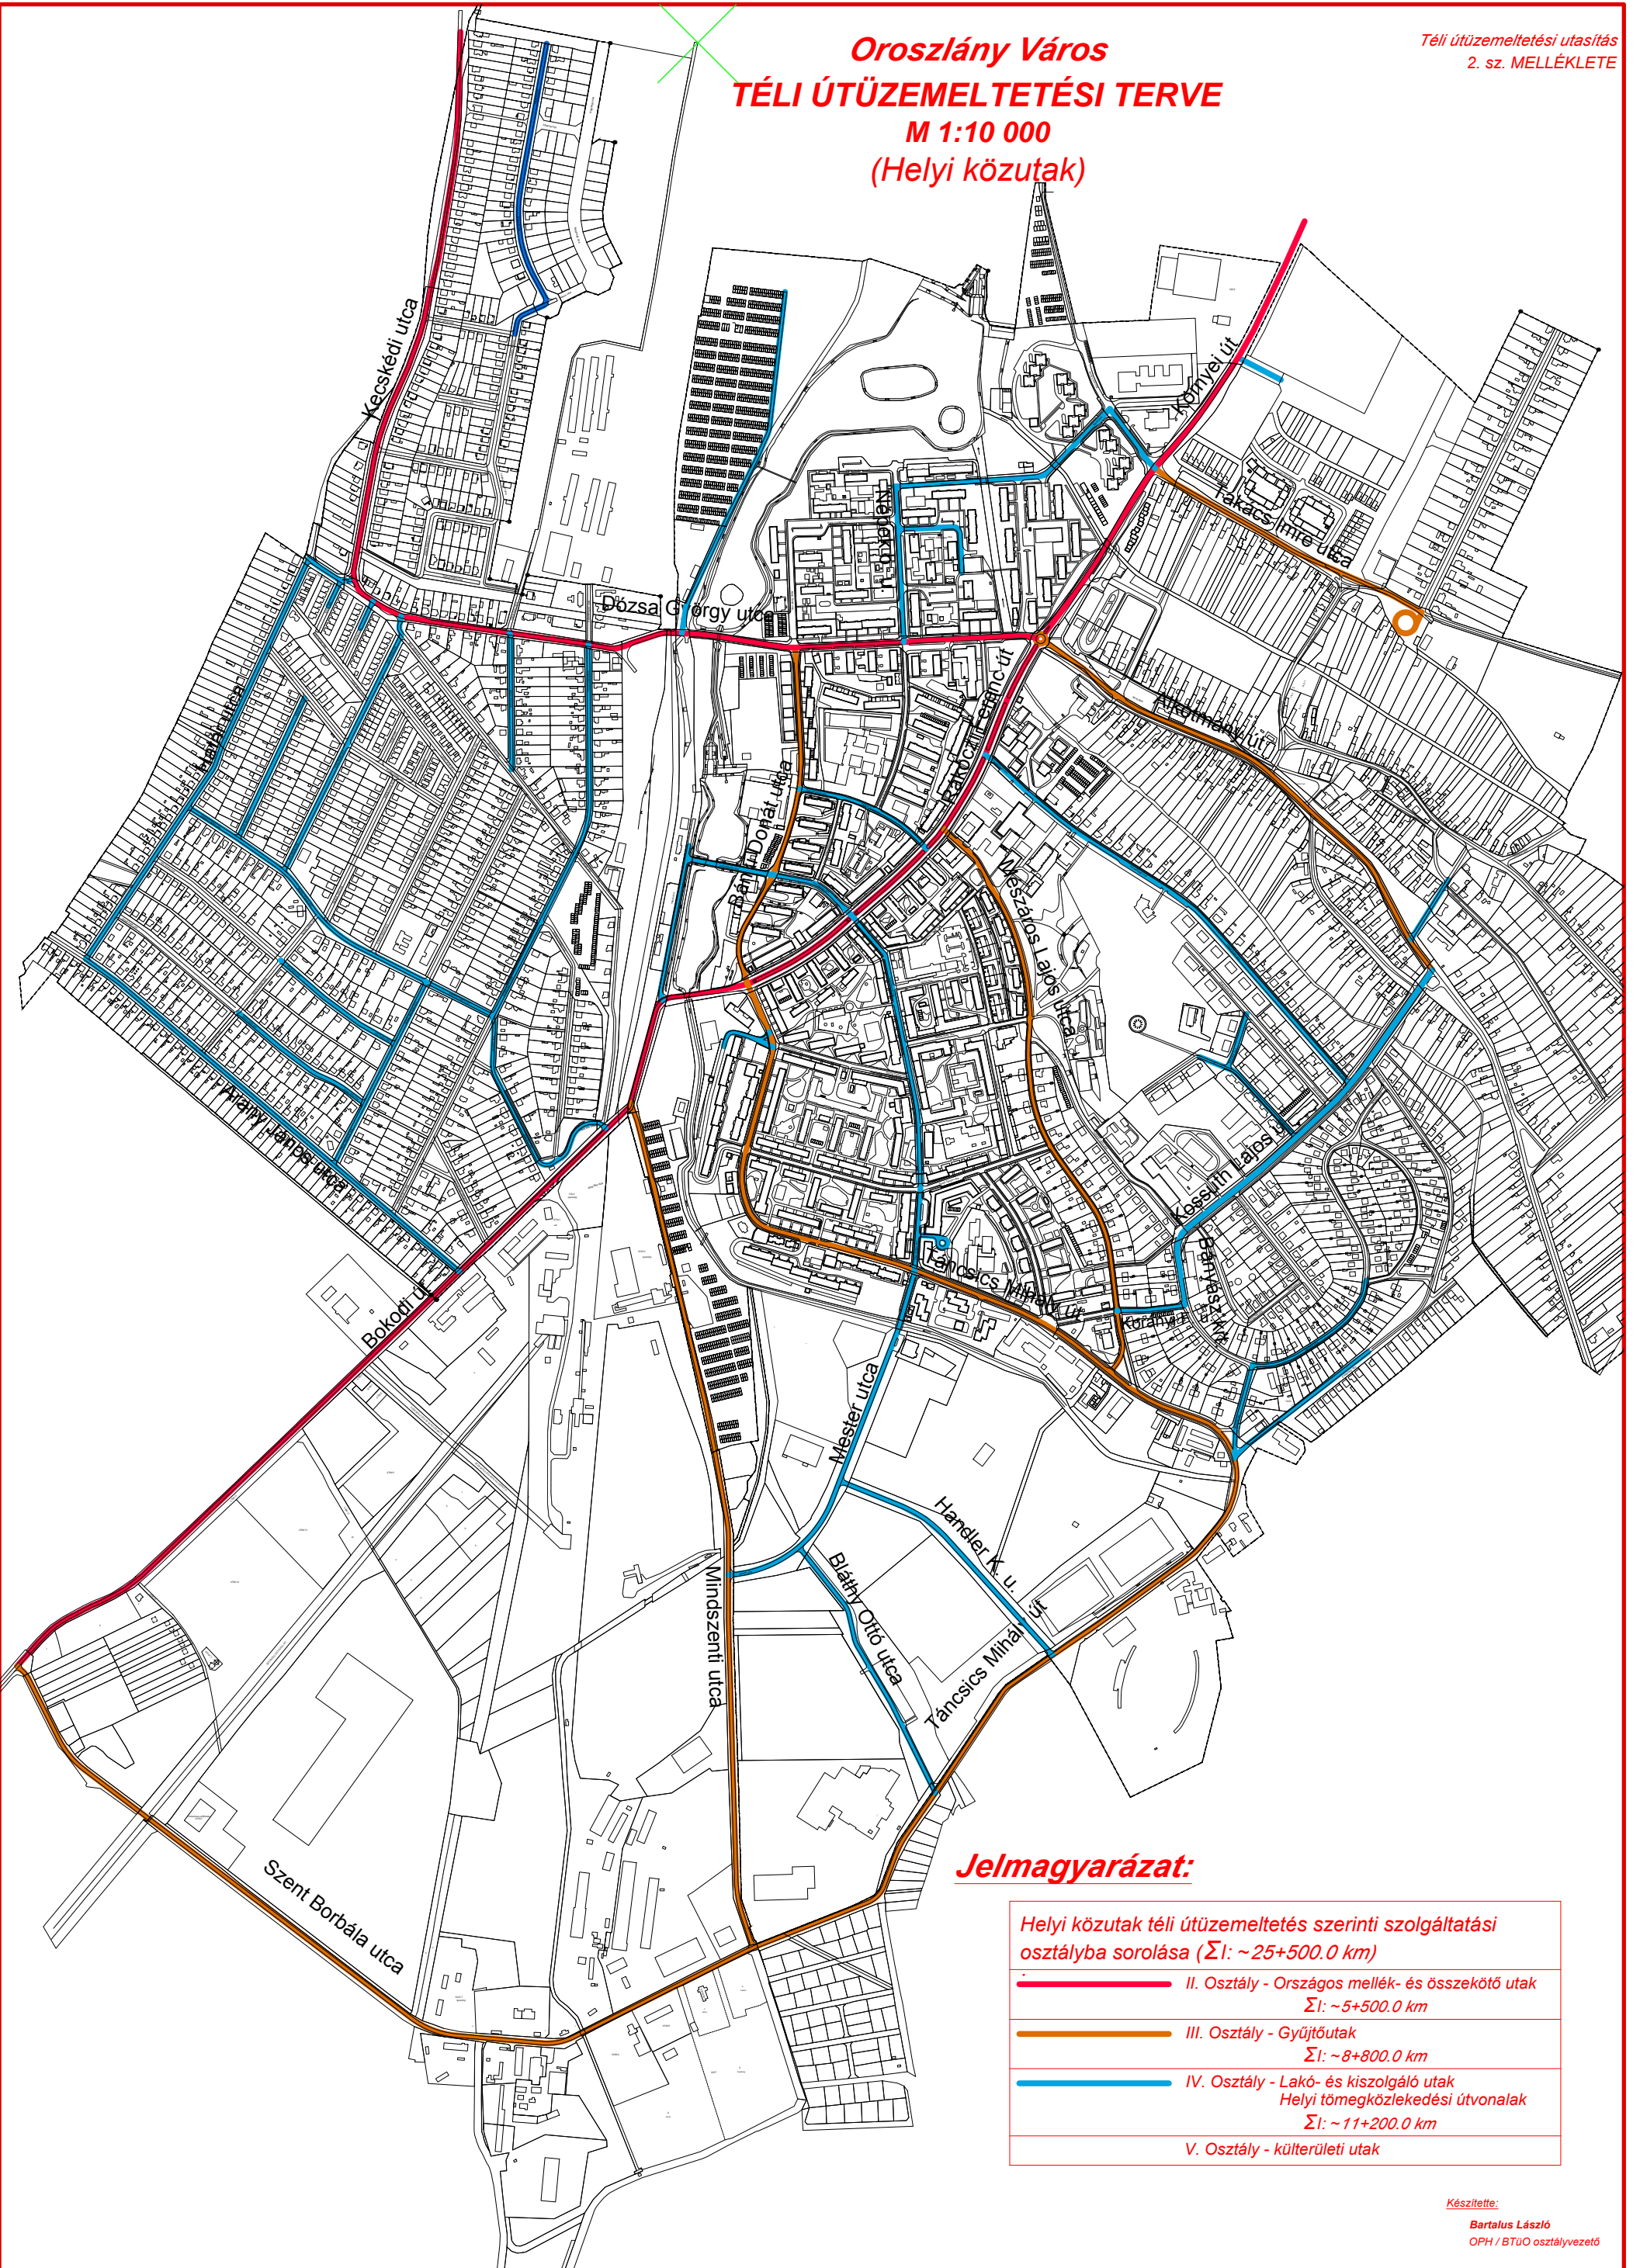 Oroszlány Város
TÉLI ÚTÜZEMELTETÉSI TERVE
M 1:10 000
(Helyi közutak)
Téli útüzemeltetési utasítás
2. sz. MELLÉKLETE
Kecskédi utca
Környei út
Takács Imre utca
Népek u.
Dózsa György utca
Rákóczi Ferenc út
Alkotmány út
Bánki Donát utca
Mészáros Lajos utca
Arany János utca
Kossuth Lajos u.
Bányász krt.
Táncsics Mihály út
Korányi u.
Bokodi út
Mester utca
Handler K. u.
Bláthy Ottó utca
Mindszenti utca
Táncsics Mihály út
Szent Borbála utca
Jelmagyarázat:
Helyi közutak téli útüzemeltetés szerinti szolgáltatási
osztályba sorolása (Σl: ~25+500.0 km)
II. Osztály - Országos mellék- és összekötő utak
Σl: ~5+500.0 km
III. Osztály - Gyűjtőutak
Σl: ~8+800.0 km
IV. Osztály - Lakó- és kiszolgáló utak
Helyi tömegközlekedési útvonalak
Σl: ~11+200.0 km
V. Osztály - külterületi utak
Készítette:
Bartalus László
OPH / BTüO osztályvezető